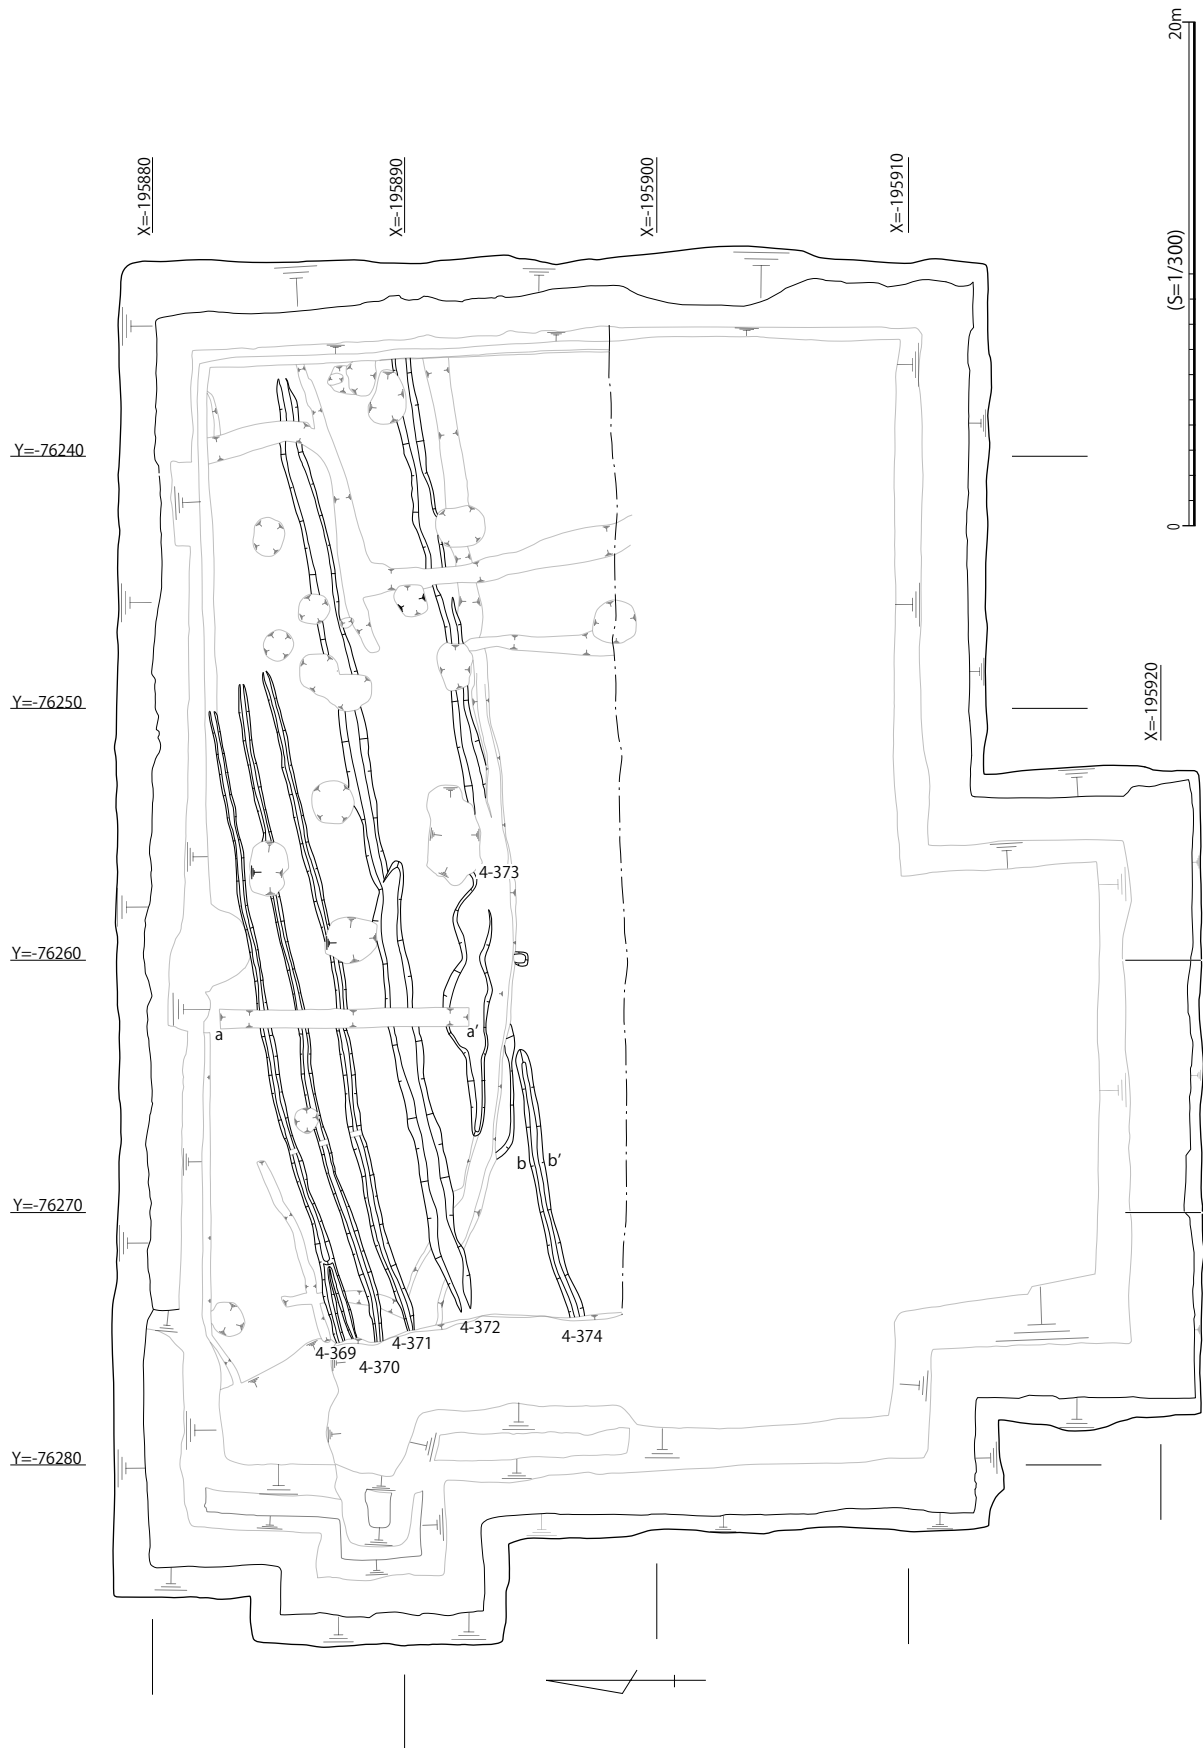 20m
(S=1/300)
0
X=-195880
X=-195890
X=-195900
X=-195910
X=-195920
Y=-76240
Y=-76250
4-373
Y=-76260
a
a′
b
b′
Y=-76270
4-369
4-370
4-371
4-372
4-374
Y=-76280